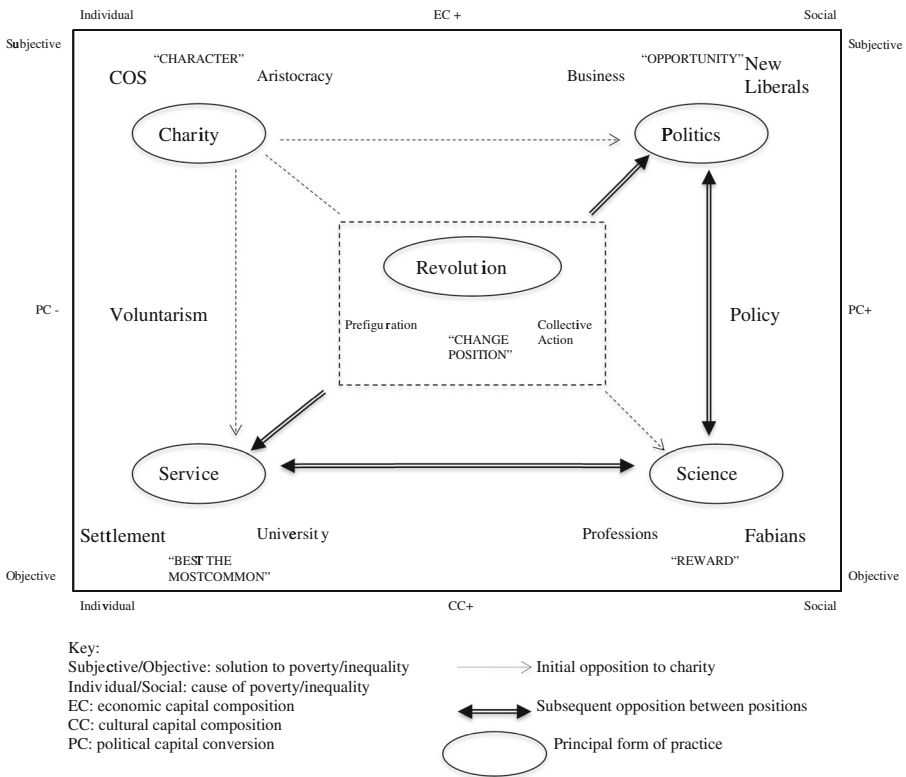 Individual EC + Social
Subjective Subjective
"CHARACTER" "OPPORTUNITY"
COS Aristocracy Business New
Liberals
Charity Politics
Revolution
PC - Voluntarism Policy PC+
Prefiguration Collective
Action
"CHANGE
POSITION"
Service Science
Settlement University Professions Fabians
"BEST THE
MOSTCOMMON"
"REWARD"
Objective Objective
Individual CC+ Social
Key:
Subjective/Objective: solution to poverty/inequality
Individual/Social: cause of poverty/inequality
EC: economic capital composition
CC: cultural capital composition
PC: political capital conversion
Initial opposition to charity
Subsequent opposition between positions
Principal form of practice